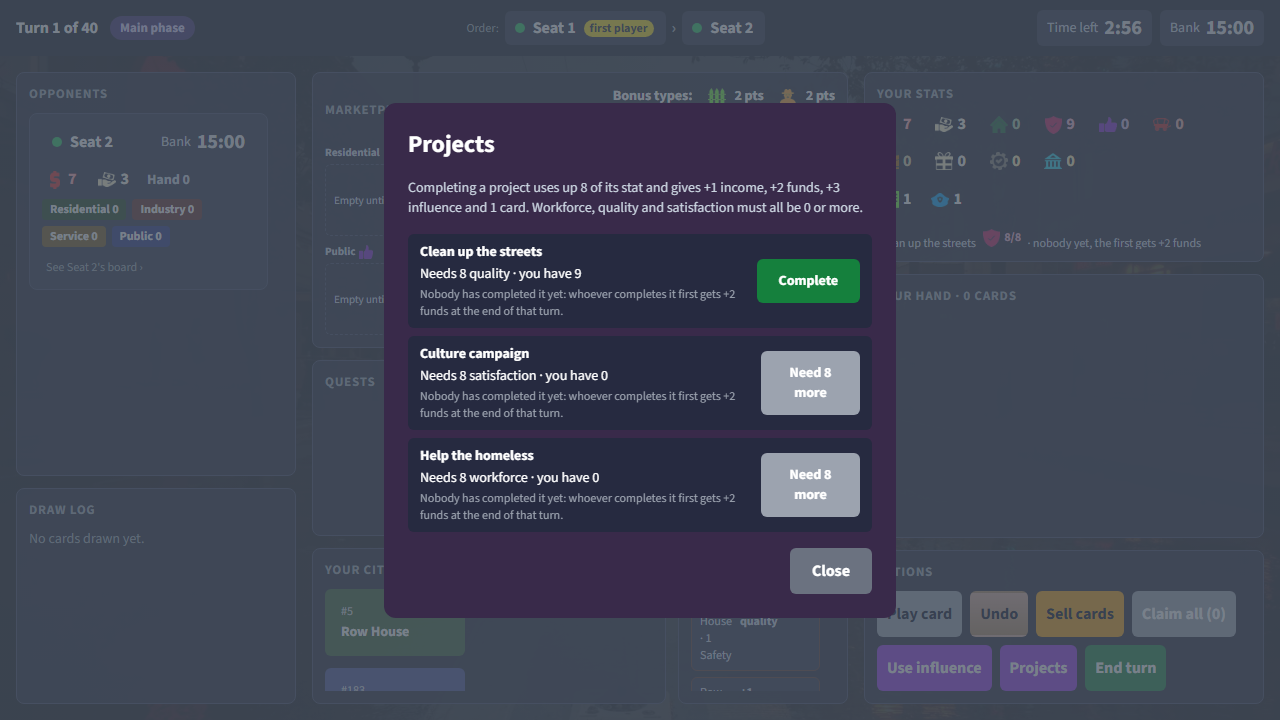 Turn 1 of 40
Main phase
Order:
Seat 1
first player
›
Seat 2
Time left 2:56
Bank 15:00
OPPONENTS
Seat 2
Bank 15:00
7
3
Hand 0
Residential 0
Industry 0
Service 0
Public 0
See Seat 2's board ›
DRAW LOG
No cards drawn yet.
Bonus types:
2 pts
2 pts
Residential
Public
QUESTS
#5
Row House
House quality
· 1
Safety
Projects
Completing a project uses up 8 of its stat and gives +1 income, +2 funds, +3
influence and 1 card. Workforce, quality and satisfaction must all be 0 or more.
Clean up the streets
Needs 8 quality · you have 9
Nobody has completed it yet: whoever completes it first gets +2
funds at the end of that turn.
Complete
Culture campaign
Needs 8 satisfaction · you have 0
Nobody has completed it yet: whoever completes it first gets +2
funds at the end of that turn.
Need 8
more
Help the homeless
Needs 8 workforce · you have 0
Nobody has completed it yet: whoever completes it first gets +2
funds at the end of that turn.
Need 8
more
Close
YOUR STATS
7
3
0
9
0
0
0
0
0
0
1
1
the streets
8/8
· nobody yet, the first gets +2 funds
HAND · 0 CARDS
card
Undo
Sell cards
Claim all (0)
Use influence
Projects
End turn